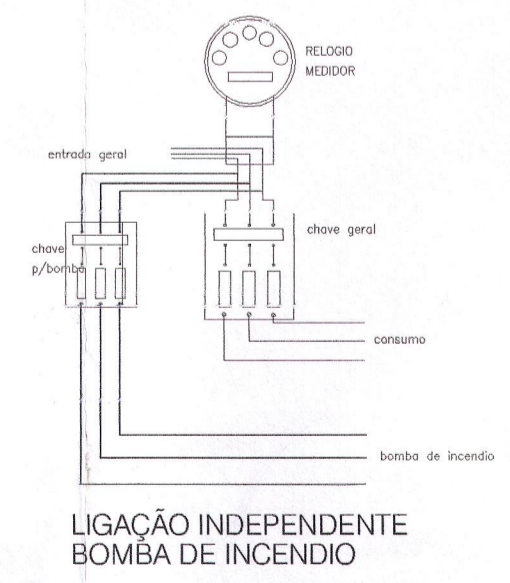 RELOGIO
MEDIDOR
entrada geral
chave geral
chave
p/bomba
consumo
bomba de incendio
LIGAÇÃO INDEPENDENTE
BOMBA DE INCENDIO